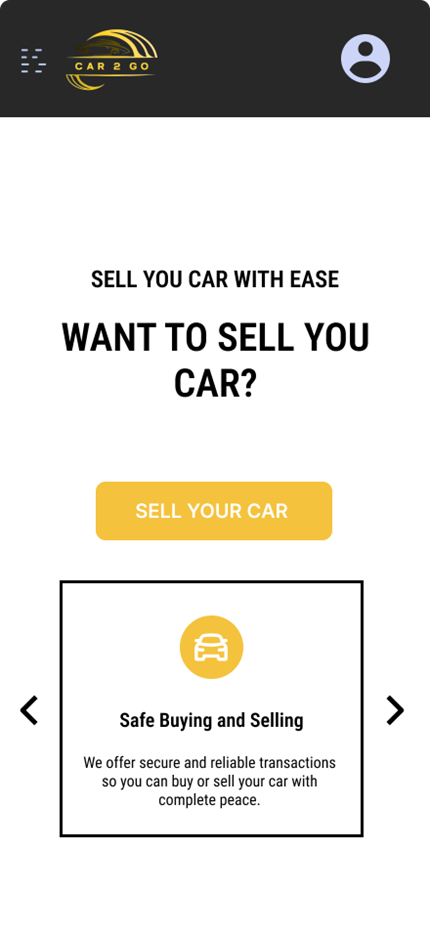 CAR 2 GO
SELL YOU CAR WITH EASE
WANT TO SELL YOU
CAR?
SELL YOUR CAR
Safe Buying and Selling
We offer secure and reliable transactions
so you can buy or sell your car with
complete peace.